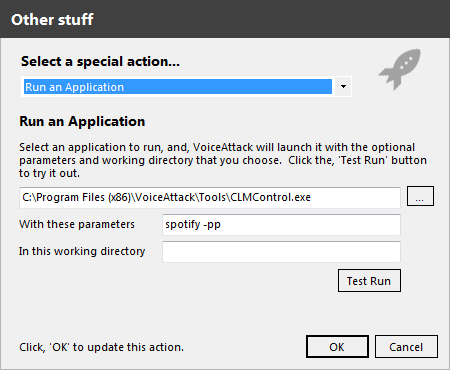 Other stuff
Select a special action...
Run an Application
Run an Application
Select an application to run, and, VoiceAttack will launch it with the optional
parameters and working directory that you choose. Click the, 'Test Run' button
to try it out.
C:\Program Files (x86)\VoiceAttack\Tools\CLMControl.exe
...
With these parameters
spotify -pp
In this working directory
Test Run
Click, 'OK' to update this action.
OK
Cancel